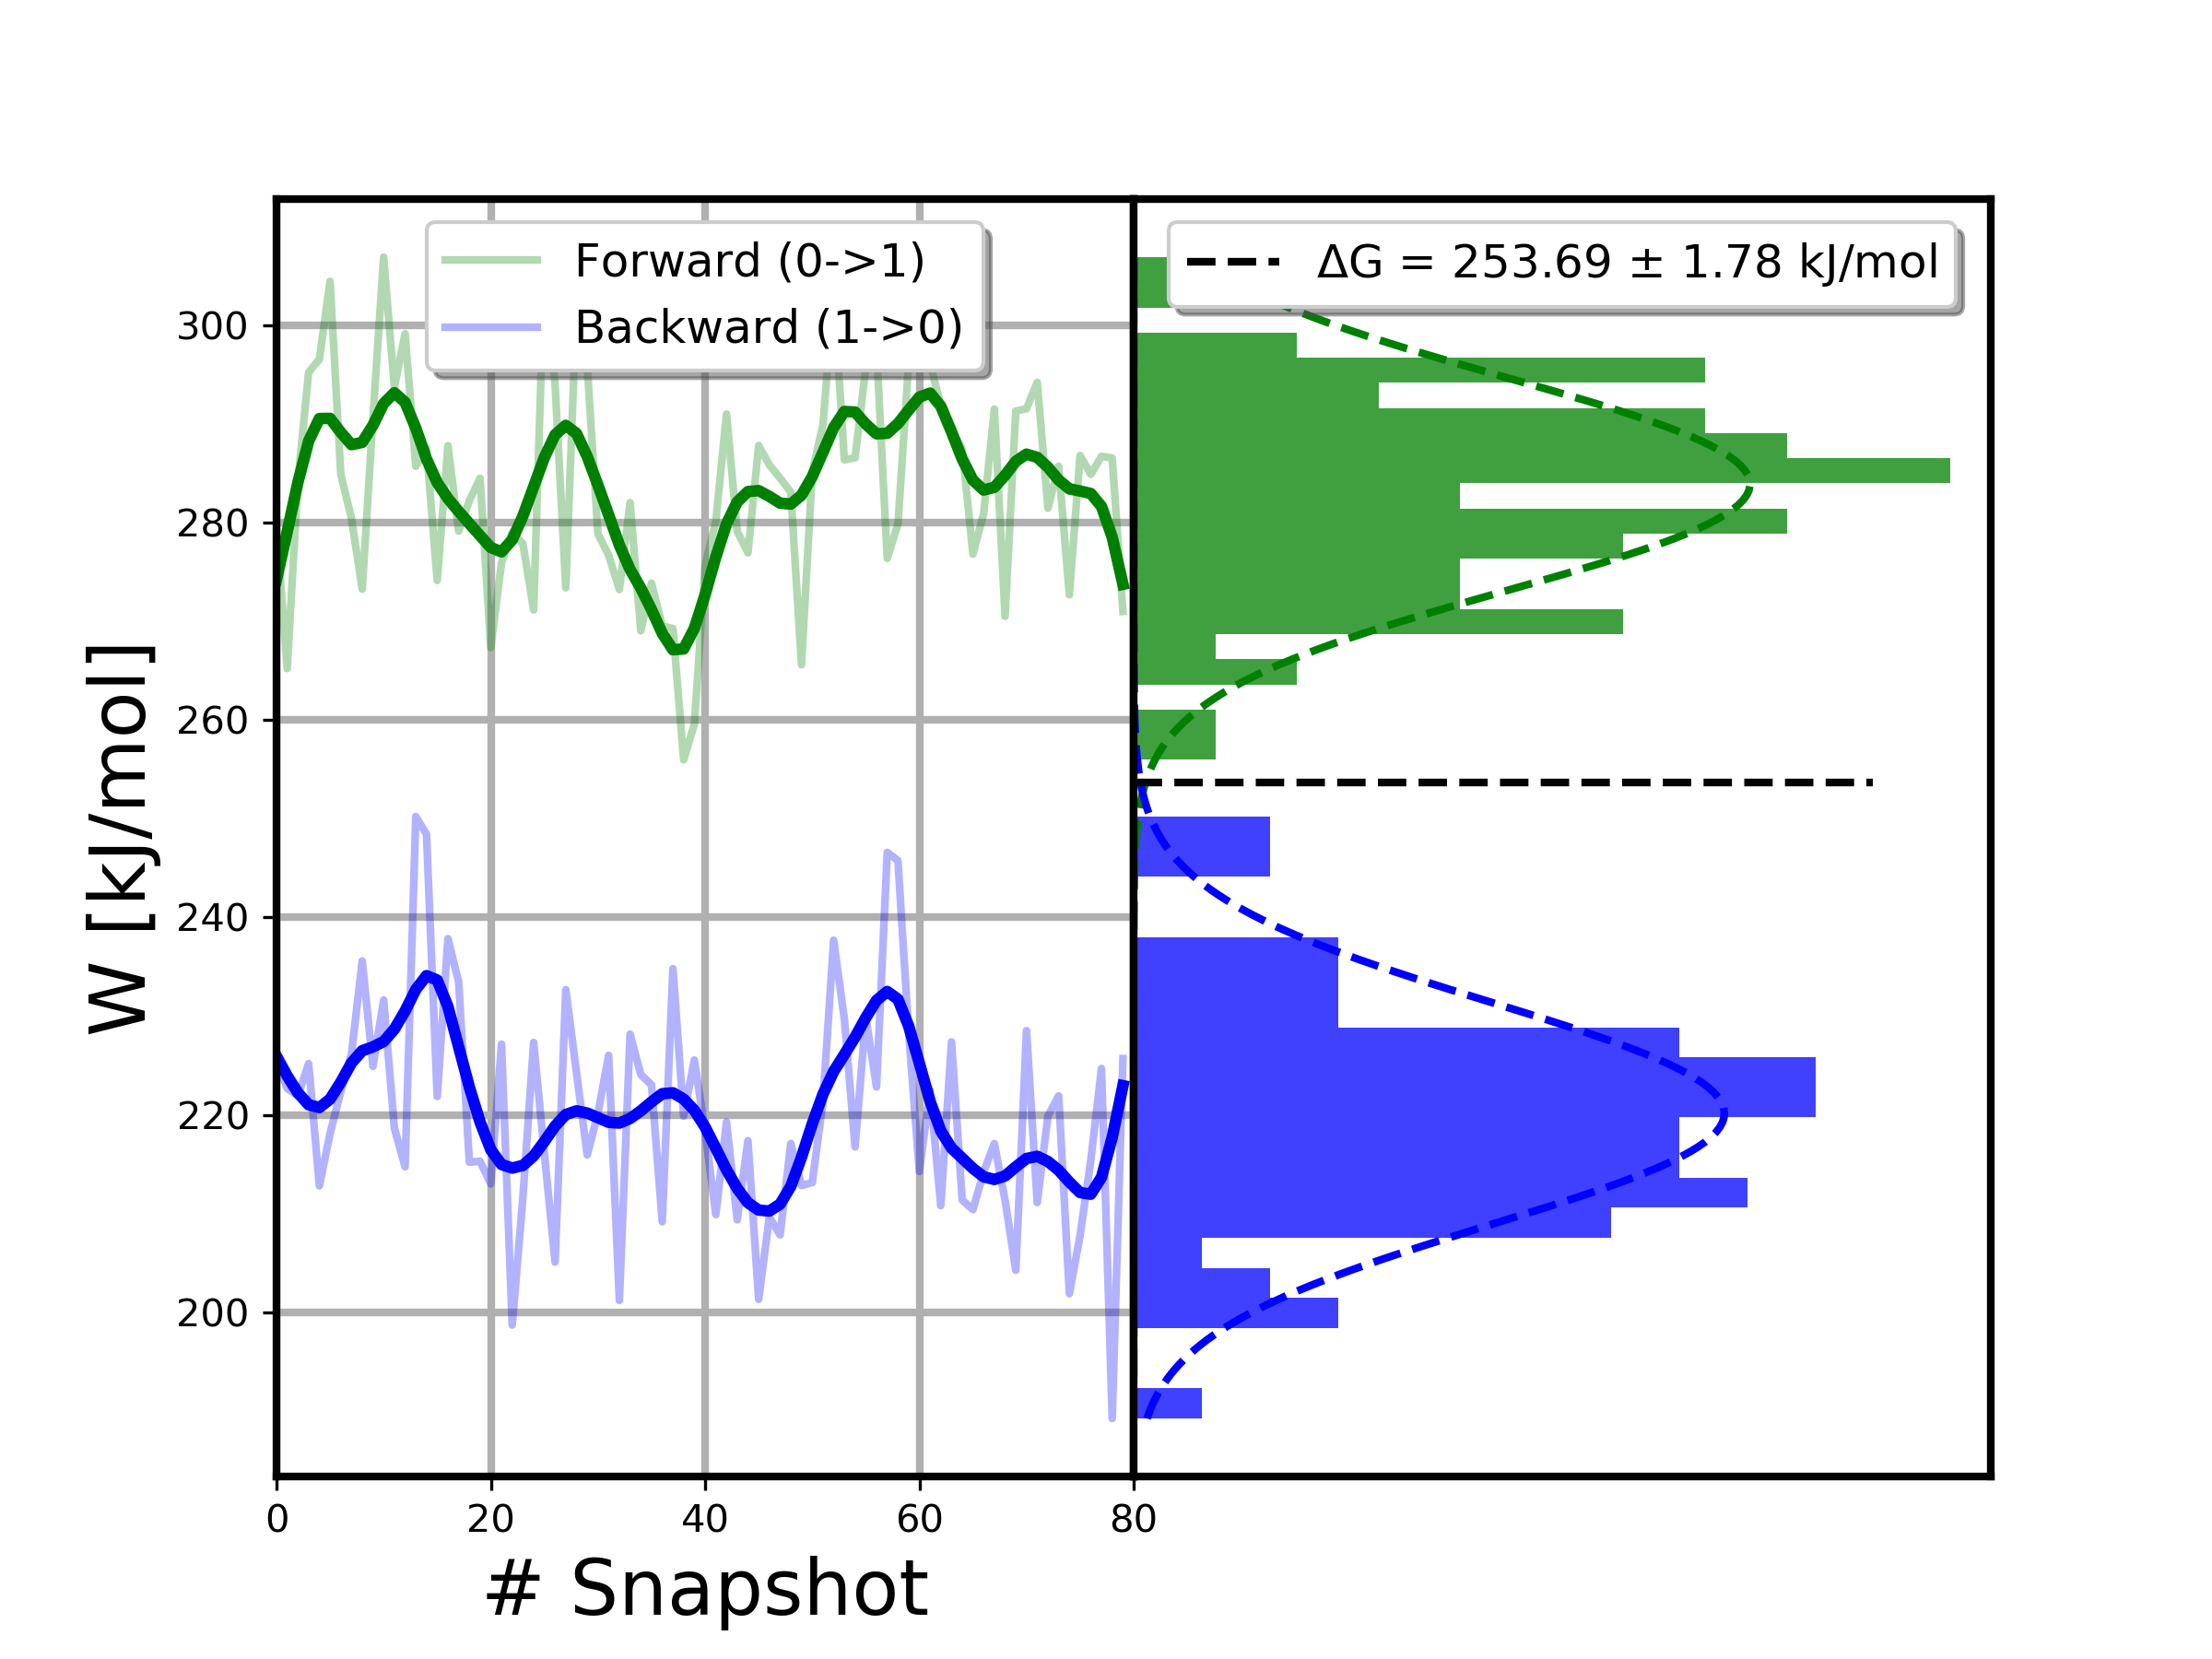 Forward (0->1)
Backward (1->0)
ΔG = 253.69 ± 1.78 kJ/mol
300
280
260
240
220
200
W [kJ/mol]
0 20 40 60 80
# Snapshot